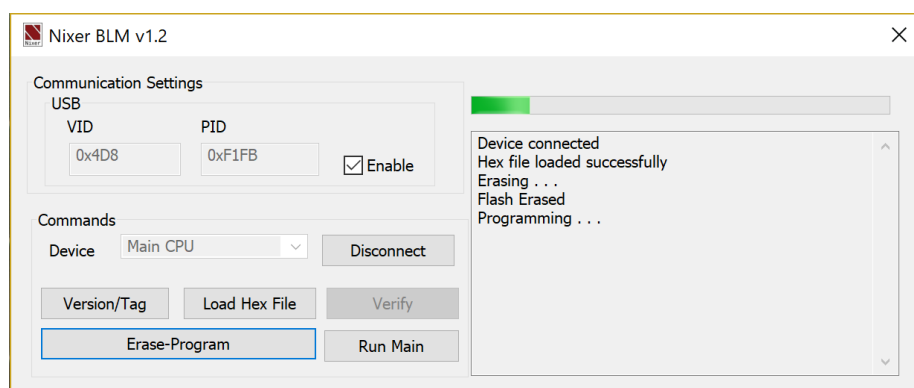 NIXER
Nixer BLM v1.2
Communication Settings
USB
VID
PID
0x4D8
0xF1FB
Enable
Commands
Device
Main CPU
Disconnect
Version/Tag
Load Hex File
Verify
Erase-Program
Run Main
Device connected
Hex file loaded successfully
Erasing . . .
Flash Erased
Programming . . .